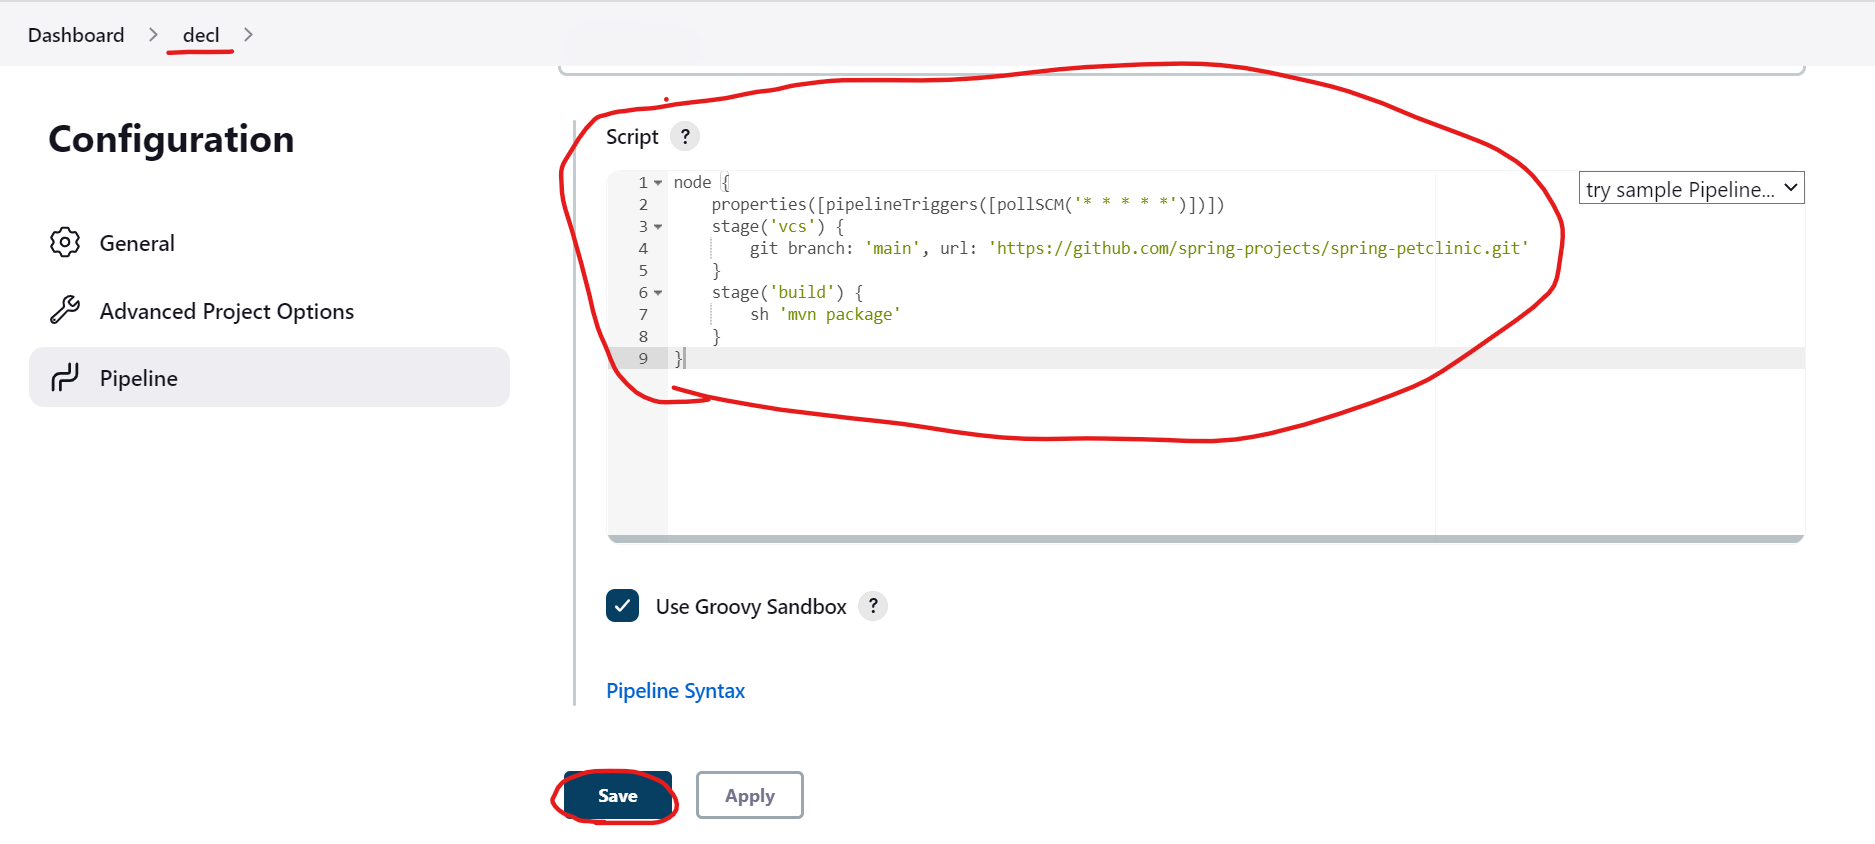 Dashboard > decl >
Configuration
General
Advanced Project Options
Pipeline
Script ?
try sample Pipeline...
1 node {
2     properties([pipelineTriggers([pollSCM('* * * * *')])])
3     stage('vcs') {
4         git branch: 'main', url: 'https://github.com/spring-projects/spring-petclinic.git'
5     }
6     stage('build') {
7         sh 'mvn package'
8     }
9 }
Use Groovy Sandbox ?
Pipeline Syntax
Save Apply